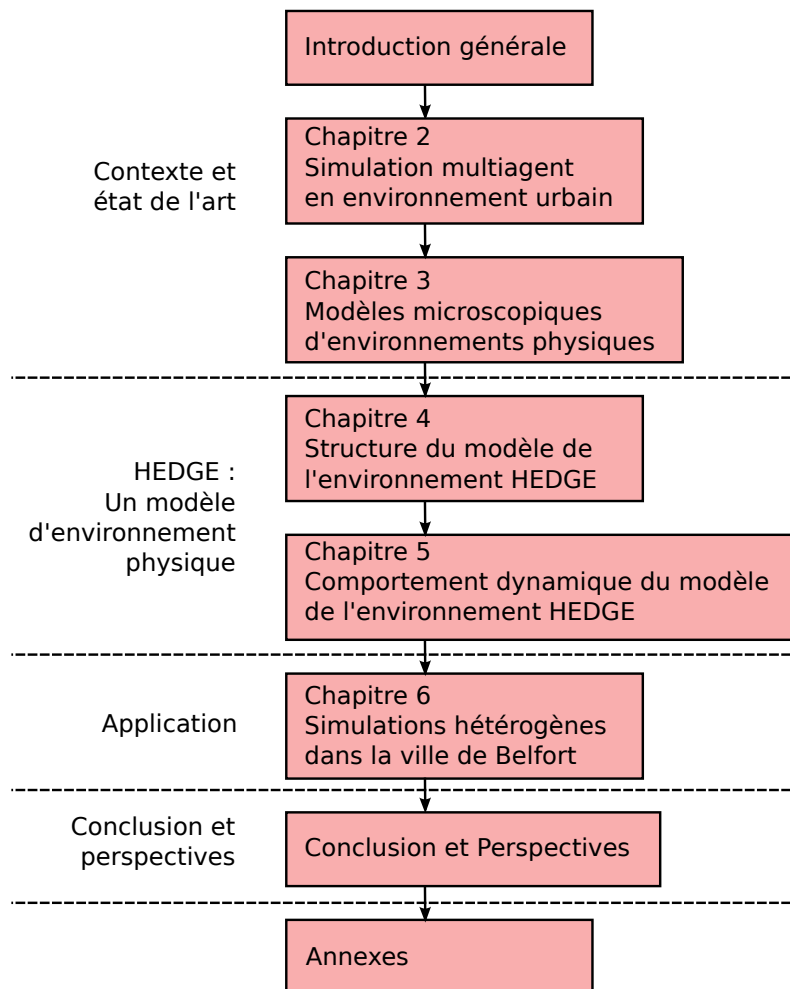 Introduction générale
Contexte et
état de l'art
Chapitre 2
Simulation multiagent
en environnement urbain
Chapitre 3
Modèles microscopiques
d'environnements physiques
HEDGE :
Un modèle
d'environnement
physique
Chapitre 4
Structure du modèle de
l'environnement HEDGE
Chapitre 5
Comportement dynamique du modèle
de l'environnement HEDGE
Application
Chapitre 6
Simulations hétérogènes
dans la ville de Belfort
Conclusion et
perspectives
Conclusion et Perspectives
Annexes